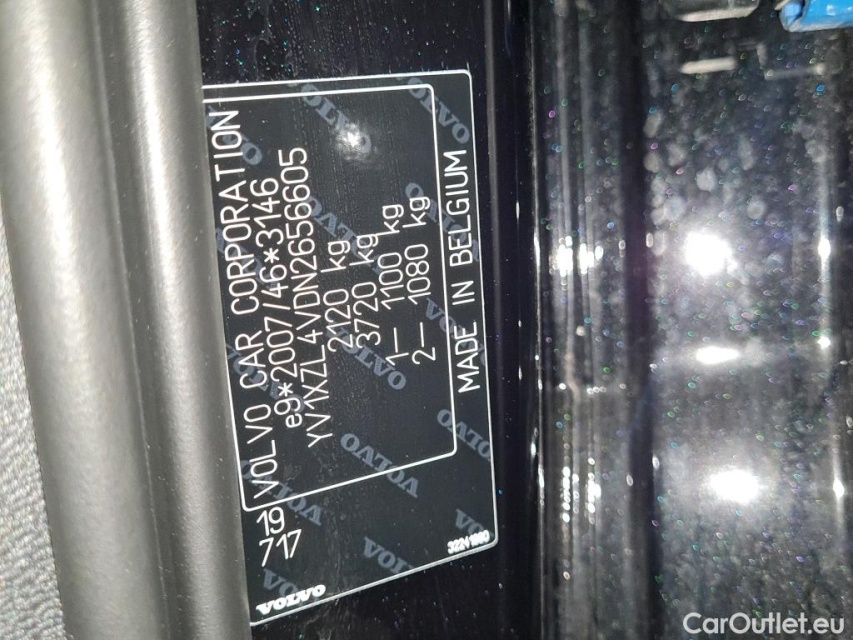 VOLVO CAR CORPORATION
e9*2007/46*3146
YV1XZL4VDN2656605
2120 kg
3720 kg
1— 1100 kg
2— 1080 kg
MADE IN BELGIUM
19
717
VOLVO
CarOutlet.eu